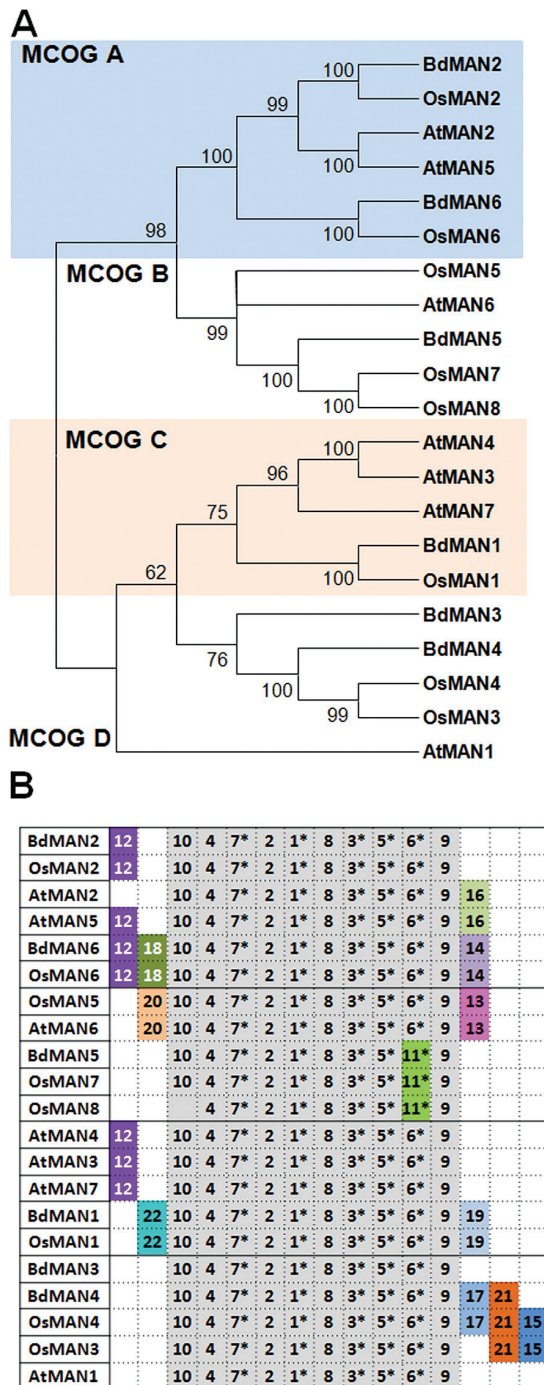 A
MCOG A
100
BdMAN2
OsMAN2
99
AtMAN2
100
AtMAN5
100
BdMAN6
100
OsMAN6
98
MCOG B
OsMAN5
AtMAN6
99
BdMAN5
100
OsMAN7
100
OsMAN8
MCOG C
AtMAN4
100
AtMAN3
96
AtMAN7
75
BdMAN1
100
OsMAN1
62
BdMAN3
BdMAN4
76
OsMAN4
100
OsMAN3
99
MCOG D
AtMAN1
B
BdMAN2 12 10 4 7* 2 1* 8 3* 5* 6* 9
OsMAN2 12 10 4 7* 2 1* 8 3* 5* 6* 9
AtMAN2 10 4 7* 2 1* 8 3* 5* 6* 9 16
AtMAN5 12 10 4 7* 2 1* 8 3* 5* 6* 9 16
BdMAN6 12 18 10 4 7* 2 1* 8 3* 5* 6* 9 14
OsMAN6 12 18 10 4 7* 2 1* 8 3* 5* 6* 9 14
OsMAN5 20 10 4 7* 2 1* 8 3* 5* 6* 9 13
AtMAN6 20 10 4 7* 2 1* 8 3* 5* 6* 9 13
BdMAN5 10 4 7* 2 1* 8 3* 5* 11* 9
OsMAN7 10 4 7* 2 1* 8 3* 5* 11* 9
OsMAN8 4 7* 2 1* 8 3* 5* 11* 9
AtMAN4 12 10 4 7* 2 1* 8 3* 5* 6* 9
AtMAN3 12 10 4 7* 2 1* 8 3* 5* 6* 9
AtMAN7 12 10 4 7* 2 1* 8 3* 5* 6* 9
BdMAN1 22 10 4 7* 2 1* 8 3* 5* 6* 9 19
OsMAN1 22 10 4 7* 2 1* 8 3* 5* 6* 9 19
BdMAN3 10 4 7* 2 1* 8 3* 5* 6* 9
BdMAN4 10 4 7* 2 1* 8 3* 5* 6* 9 17 21
OsMAN4 10 4 7* 2 1* 8 3* 5* 6* 9 17 21 15
OsMAN3 10 4 7* 2 1* 8 3* 5* 6* 9 21 15
AtMAN1 10 4 7* 2 1* 8 3* 5* 6* 9